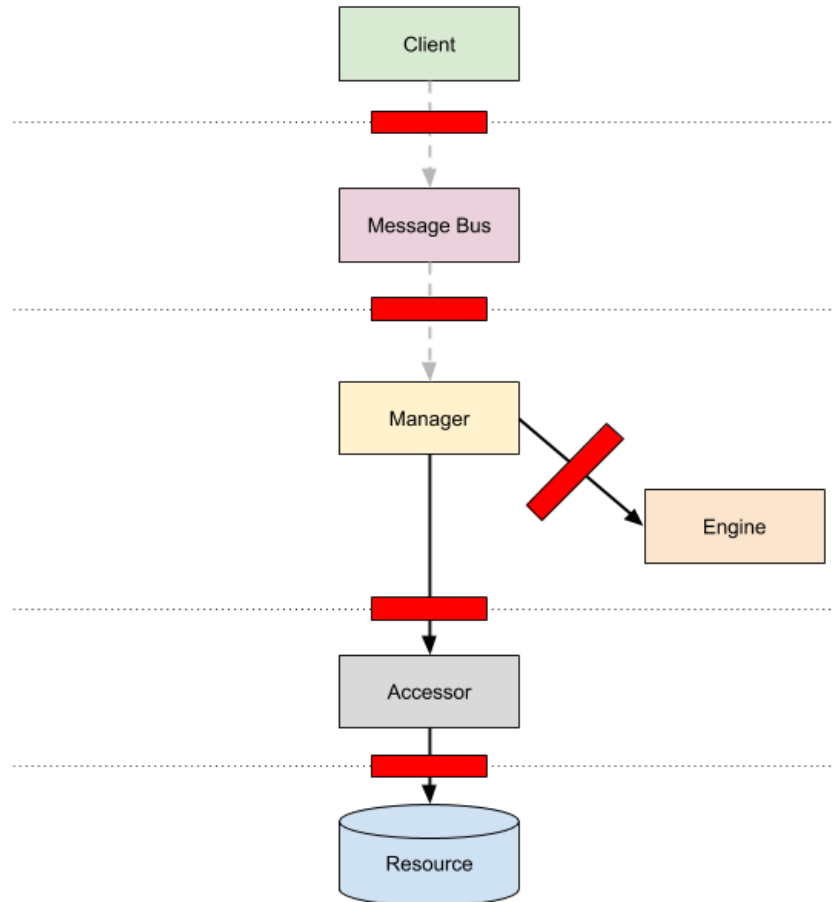 Client
Message Bus
Manager
Engine
Accessor
Resource